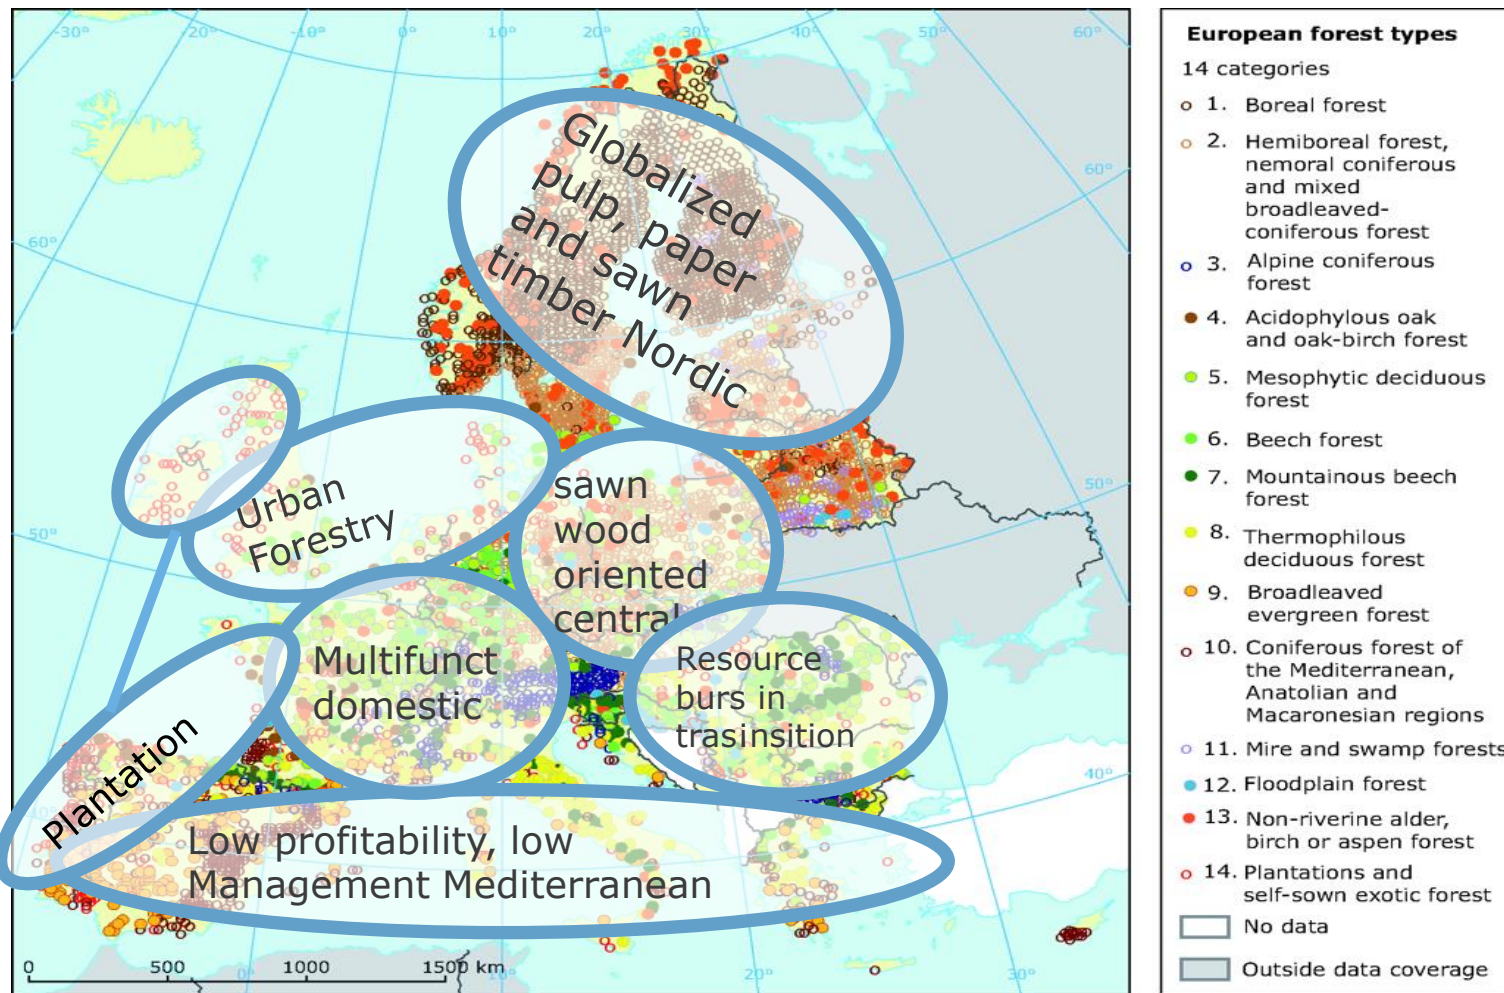 -30°
-20°
-10°
0°
10°
20°
30°
40°
50°
60°
60°
60°
50°
50°
40°
40°
0°
10°
20°
30°
Globalized
pulp, paper
and sawn
timber Nordic
Urban
Forestry
sawn
wood
oriented
central
Multifunct
domestic
Resource
burs in
trasinsition
Plantation
Low profitability, low
Management Mediterranean
0 500 1000 1500 km
European forest types
14 categories
1. Boreal forest
2. Hemiboreal forest,
nemoral coniferous
and mixed
broadleaved-
coniferous forest
3. Alpine coniferous
forest
4. Acidophylous oak
and oak-birch forest
5. Mesophytic deciduous
forest
6. Beech forest
7. Mountainous beech
forest
8. Thermophilous
deciduous forest
9. Broadleaved
evergreen forest
10. Coniferous forest of
the Mediterranean,
Anatolian and
Macaronesian regions
11. Mire and swamp forests
12. Floodplain forest
13. Non-riverine alder,
birch or aspen forest
14. Plantations and
self-sown exotic forest
No data
Outside data coverage